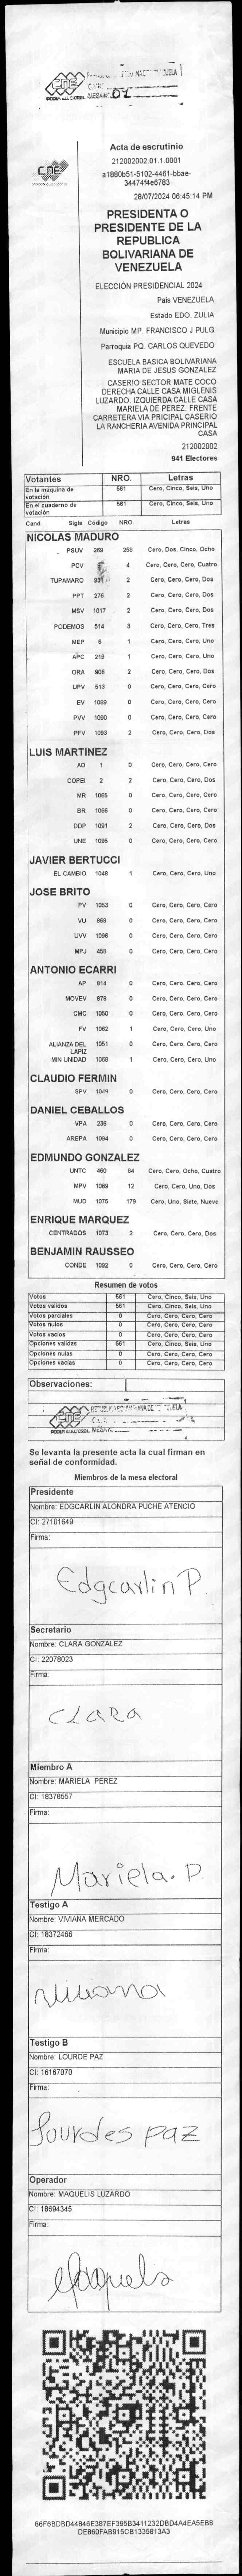 CNE
PODER ELECTORAL
MESA Nº 01
CNE
Acta de escrutinio
212002002.01.1.0001
a1880b51-5102-4461-bbae-
34474f4e6783
28/07/2024 06:45:14 PM
PRESIDENTA O
PRESIDENTE DE LA
REPUBLICA
BOLIVARIANA DE
VENEZUELA
ELECCIÓN PRESIDENCIAL 2024
Pais VENEZUELA
Estado EDO. ZULIA
Municipio MP. FRANCISCO J PULG
Parroquia PQ. CARLOS QUEVEDO
ESCUELA BASICA BOLIVARIANA
MARIA DE JESUS GONZALEZ
CASERIO SECTOR MATE COCO
DERECHA CALLE CASA MIGLENIS
LUZARDO. IZQUIERDA CALLE CASA
MARIELA DE PEREZ. FRENTE
CARRETERA VIA PRICIPAL CASERIO
LA RANCHERIA AVENIDA PRINCIPAL
CASA
212002002
941 Electores
Votantes NRO. Letras
En la máquina de votación 561 Cero, Cinco, Seis, Uno
En el cuaderno de votación 561 Cero, Cinco, Seis, Uno
Cand. Sigla Código NRO. Letras
NICOLAS MADURO
PSUV 269 258 Cero, Dos, Cinco, Ocho
PCV 4 Cero, Cero, Cero, Cuatro
TUPAMARO 2 Cero, Cero, Cero, Dos
PPT 276 2 Cero, Cero, Cero, Dos
MSV 1017 2 Cero, Cero, Cero, Dos
PODEMOS 514 3 Cero, Cero, Cero, Tres
MEP 6 1 Cero, Cero, Cero, Uno
APC 219 1 Cero, Cero, Cero, Uno
ORA 906 2 Cero, Cero, Cero, Dos
UPV 513 0 Cero, Cero, Cero, Cero
EV 1089 0 Cero, Cero, Cero, Cero
PVV 1090 0 Cero, Cero, Cero, Cero
PFV 1093 2 Cero, Cero, Cero, Dos
LUIS MARTINEZ
AD 1 0 Cero, Cero, Cero, Cero
COPEI 2 2 Cero, Cero, Cero, Dos
MR 1065 0 Cero, Cero, Cero, Cero
BR 1066 0 Cero, Cero, Cero, Cero
DDP 1091 2 Cero, Cero, Cero, Dos
UNE 1095 0 Cero, Cero, Cero, Cero
JAVIER BERTUCCI
EL CAMBIO 1048 1 Cero, Cero, Cero, Uno
JOSE BRITO
PV 1053 0 Cero, Cero, Cero, Cero
VU 868 0 Cero, Cero, Cero, Cero
UVV 1096 0 Cero, Cero, Cero, Cero
MPJ 458 0 Cero, Cero, Cero, Cero
ANTONIO ECARRI
AP 814 0 Cero, Cero, Cero, Cero
MOVEV 878 0 Cero, Cero, Cero, Cero
CMC 1050 0 Cero, Cero, Cero, Cero
FV 1062 1 Cero, Cero, Cero, Uno
ALIANZA DEL LAPIZ 1051 0 Cero, Cero, Cero, Cero
MIN UNIDAD 1058 1 Cero, Cero, Cero, Uno
CLAUDIO FERMIN
SPV 1049 0 Cero, Cero, Cero, Cero
DANIEL CEBALLOS
VPA 236 0 Cero, Cero, Cero, Cero
AREPA 1094 0 Cero, Cero, Cero, Cero
EDMUNDO GONZALEZ
UNTC 460 84 Cero, Cero, Ocho, Cuatro
MPV 1069 12 Cero, Cero, Uno, Dos
MUD 1075 179 Cero, Uno, Siete, Nueve
ENRIQUE MARQUEZ
CENTRADOS 1073 2 Cero, Cero, Cero, Dos
BENJAMIN RAUSSEO
CONDE 1092 0 Cero, Cero, Cero, Cero
Resumen de votos
Votos 561 Cero, Cinco, Seis, Uno
Votos validos 561 Cero, Cinco, Seis, Uno
Votos parciales 0 Cero, Cero, Cero, Cero
Votos nulos 0 Cero, Cero, Cero, Cero
Votos vacios 0 Cero, Cero, Cero, Cero
Opciones validas 561 Cero, Cinco, Seis, Uno
Opciones nulas 0 Cero, Cero, Cero, Cero
Opciones vacias 0 Cero, Cero, Cero, Cero
Observaciones:
CNE
PODER ELECTORAL
Se levanta la presente acta la cual firman en
señal de conformidad.
Miembros de la mesa electoral
Presidente
Nombre: EDGCARLIN ALONDRA PUCHE ATENCIO
CI: 27101649
Firma:
Edgcarlin P.
Secretario
Nombre: CLARA GONZALEZ
CI: 22078023
Firma:
CLARA
Miembro A
Nombre: MARIELA PEREZ
CI: 18378557
Firma:
Mariela. P
Testigo A
Nombre: VIVIANA MERCADO
CI: 18372466
Firma:
Viviana
Testigo B
Nombre: LOURDE PAZ
CI: 16167070
Firma:
Lourdes PAZ
Operador
Nombre: MAQUELIS LUZARDO
CI: 18694345
Firma:
86F6BDBD44846E387EF395B3411232DBD4A4EA5EB8
DE860FAB915CB1335813A3